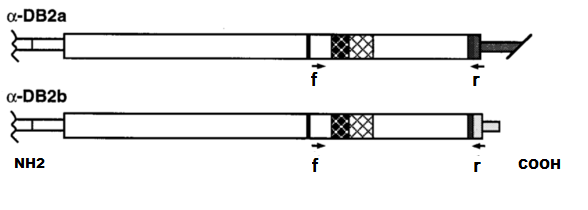 α-DB2a
f r
α-DB2b
NH2 f r COOH